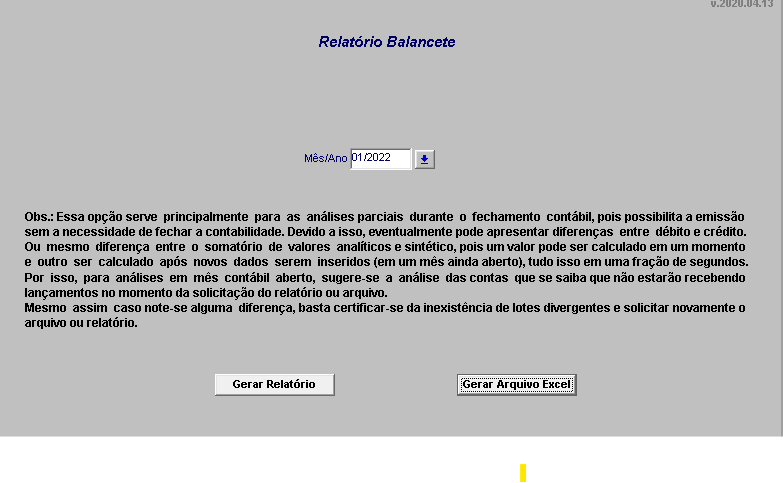 v.2020.04.13
Relatório Balancete
Mês/Ano 01/2022
Obs.: Essa opção serve principalmente para as análises parciais durante o fechamento contábil, pois possibilita a emissão
sem a necessidade de fechar a contabilidade. Devido a isso, eventualmente pode apresentar diferenças entre débito e crédito.
Ou mesmo diferença entre o somatório de valores analíticos e sintético, pois um valor pode ser calculado em um momento
e outro ser calculado após novos dados serem inseridos (em um mês ainda aberto), tudo isso em uma fração de segundos.
Por isso, para análises em mês contábil aberto, sugere-se a análise das contas que se saiba que não estarão recebendo
lançamentos no momento da solicitação do relatório ou arquivo.
Mesmo assim caso note-se alguma diferença, basta certificar-se da inexistência de lotes divergentes e solicitar novamente o
arquivo ou relatório.
Gerar Relatório Gerar Arquivo Excel